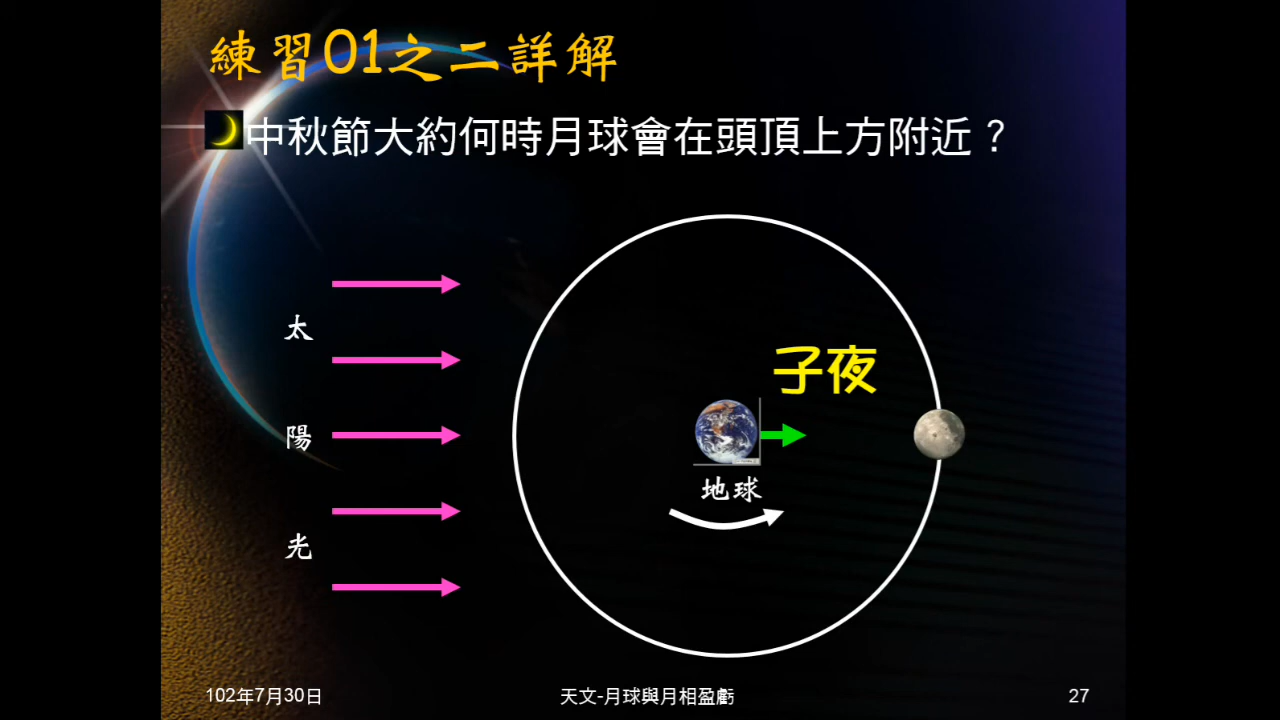 練習01之二詳解
中秋節大約何時月球會在頭頂上方附近？
太
陽
光
子夜
地球
102年7月30日
天文-月球與月相盈虧
27